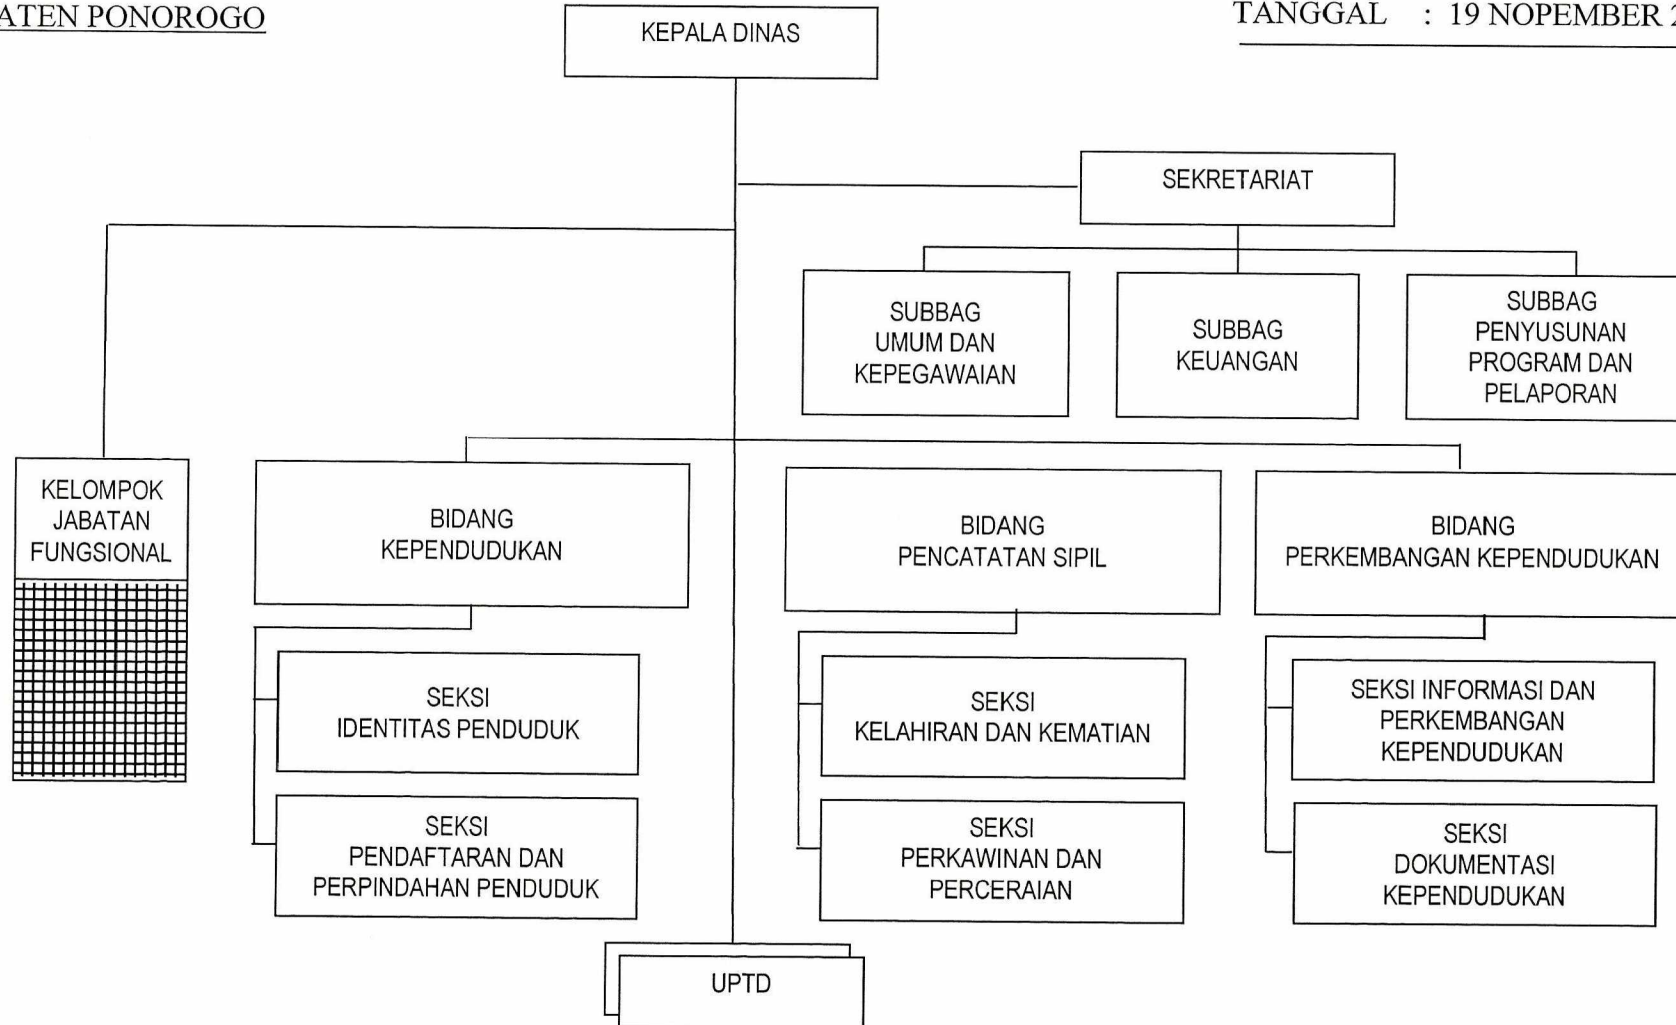 ATEN PONOROGO
TANGGAL : 19 NOPEMBER 2
KEPALA DINAS
SEKRETARIAT
SUBBAG
UMUM DAN
KEPEGAWAIAN
SUBBAG
KEUANGAN
SUBBAG
PENYUSUNAN
PROGRAM DAN
PELAPORAN
KELOMPOK
JABATAN
FUNGSIONAL
BIDANG
KEPENDUDUKAN
BIDANG
PENCATATAN SIPIL
BIDANG
PERKEMBANGAN KEPENDUDUKAN
SEKSI
IDENTITAS PENDUDUK
SEKSI
KELAHIRAN DAN KEMATIAN
SEKSI INFORMASI DAN
PERKEMBANGAN
KEPENDUDUKAN
SEKSI
PENDAFTARAN DAN
PERPINDAHAN PENDUDUK
SEKSI
PERKAWINAN DAN
PERCERAIAN
SEKSI
DOKUMENTASI
KEPENDUDUKAN
UPTD